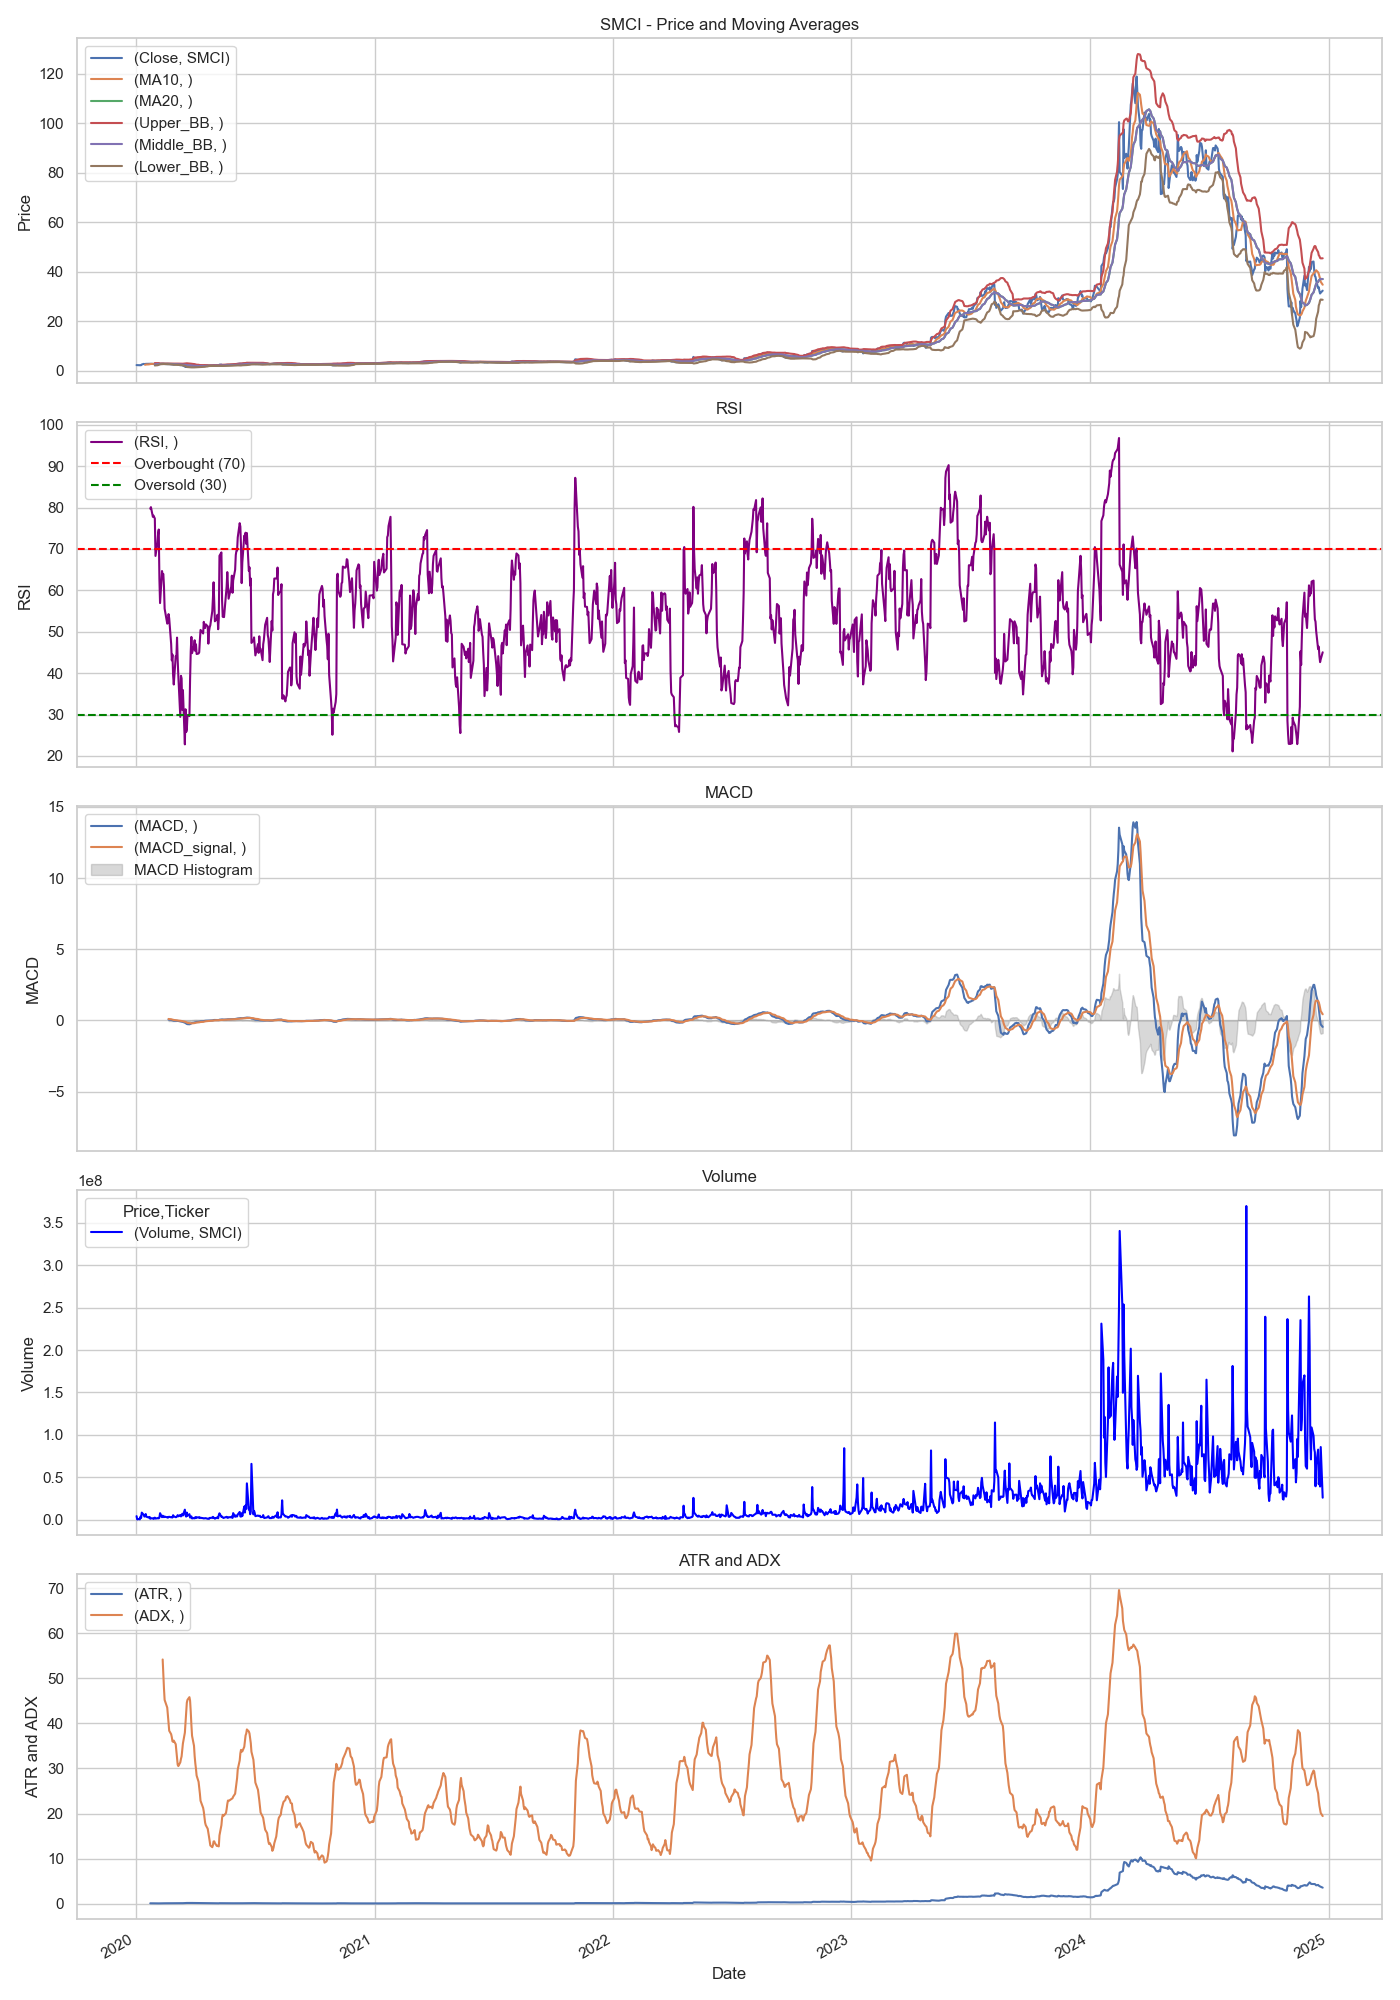 SMCI - Price and Moving Averages
(Close, SMCI)
(MA10, )
(MA20, )
(Upper_BB, )
(Middle_BB, )
(Lower_BB, )
Price
120
100
80
60
40
20
0
RSI
(RSI, )
Overbought (70)
Oversold (30)
RSI
100
90
80
70
60
50
40
30
20
MACD
(MACD, )
(MACD_signal, )
MACD Histogram
MACD
15
10
5
0
−5
Volume
1e8
Price,Ticker
(Volume, SMCI)
Volume
3.5
3.0
2.5
2.0
1.5
1.0
0.5
0.0
ATR and ADX
(ATR, )
(ADX, )
ATR and ADX
70
60
50
40
30
20
10
0
2020
2021
2022
2023
2024
2025
Date